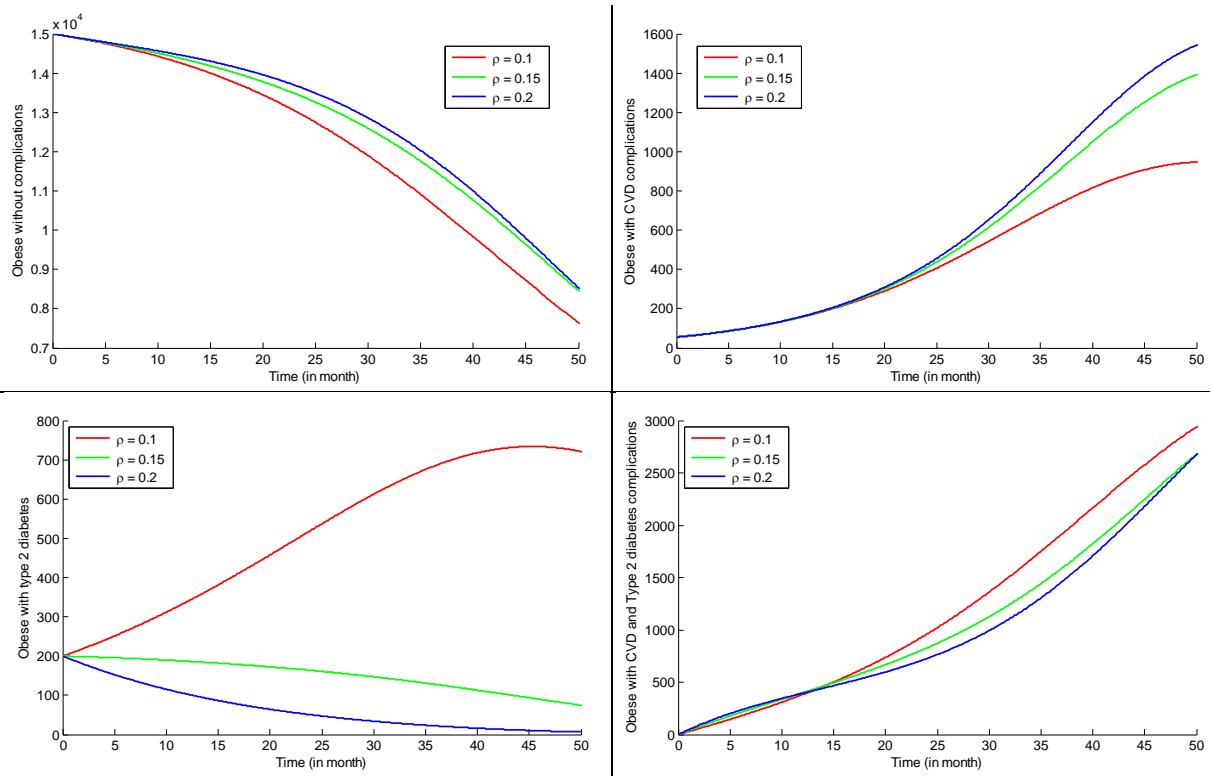 x 10^4
1.5
1.4
1.3
1.2
1.1
1
0.9
0.8
0.7
0 5 10 15 20 25 30 35 40 45 50
Time (in month)
Obese without complications
ρ = 0.1
ρ = 0.15
ρ = 0.2
1600
1400
1200
1000
800
600
400
200
0
0 5 10 15 20 25 30 35 40 45 50
Time (in month)
Obese with CVD complications
ρ = 0.1
ρ = 0.15
ρ = 0.2
800
700
600
500
400
300
200
100
0
0 5 10 15 20 25 30 35 40 45 50
Time (in month)
Obese with type 2 diabetes
ρ = 0.1
ρ = 0.15
ρ = 0.2
3000
2500
2000
1500
1000
500
0
0 5 10 15 20 25 30 35 40 45 50
Time (in month)
Obese with CVD and Type 2 diabetes complications
ρ = 0.1
ρ = 0.15
ρ = 0.2